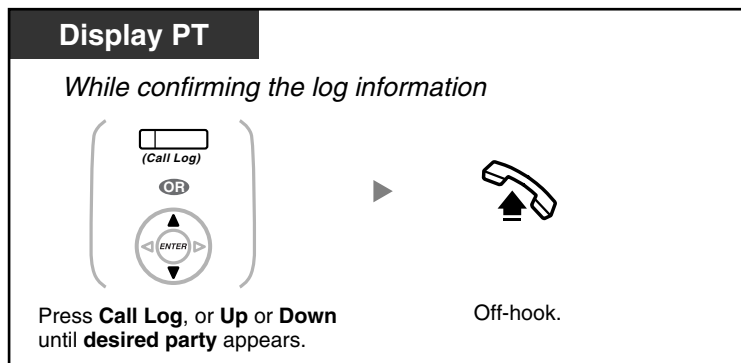 Display PT
While confirming the log information
(Call Log)
OR
ENTER
Press Call Log, or Up or Down
until desired party appears.
Off-hook.